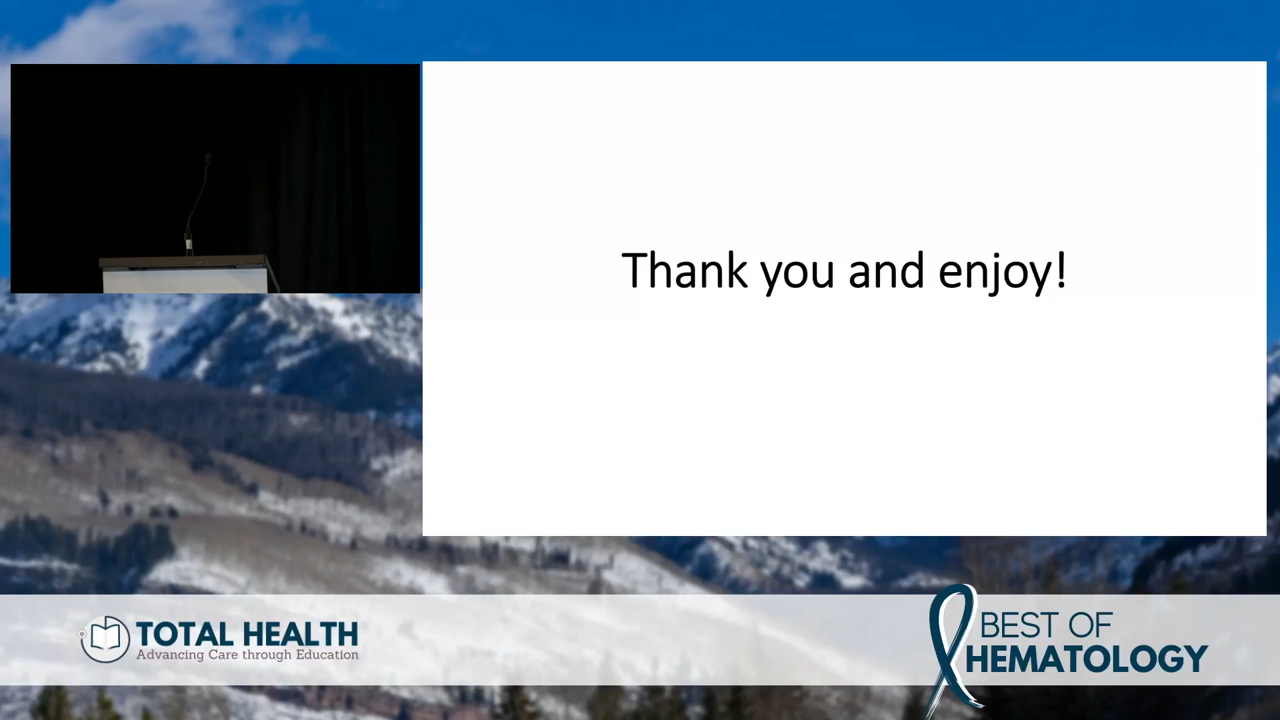 Thank you and enjoy!
TOTAL HEALTH
Advancing Care through Education
BEST OF
HEMATOLOGY